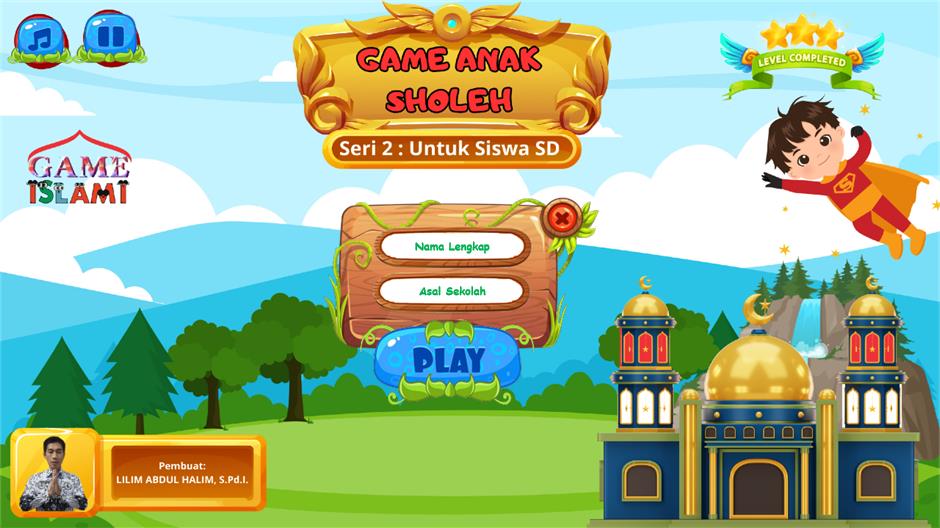 GAME ANAK
SHOLEH
Seri 2 : Untuk Siswa SD
LEVEL COMPLETED
GAME
ISLAMI
Nama Lengkap
Asal Sekolah
PLAY
Pembuat:
LILIM ABDUL HALIM, S.Pd.I.
S